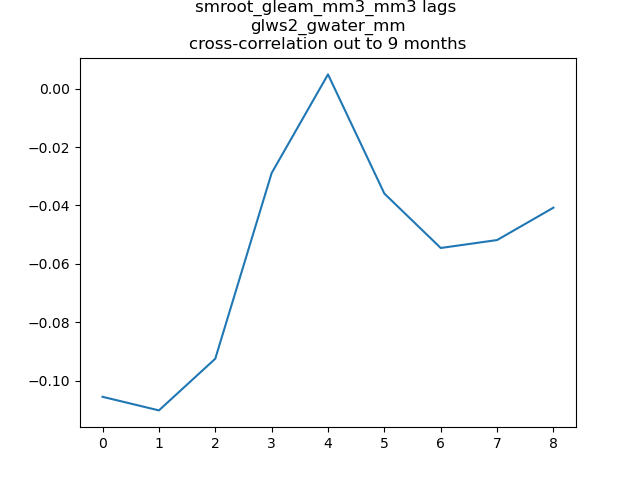 smroot_gleam_mm3_mm3 lags
glws2_gwater_mm
cross-correlation out to 9 months
0.00
−0.02
−0.04
−0.06
−0.08
−0.10
0 1 2 3 4 5 6 7 8